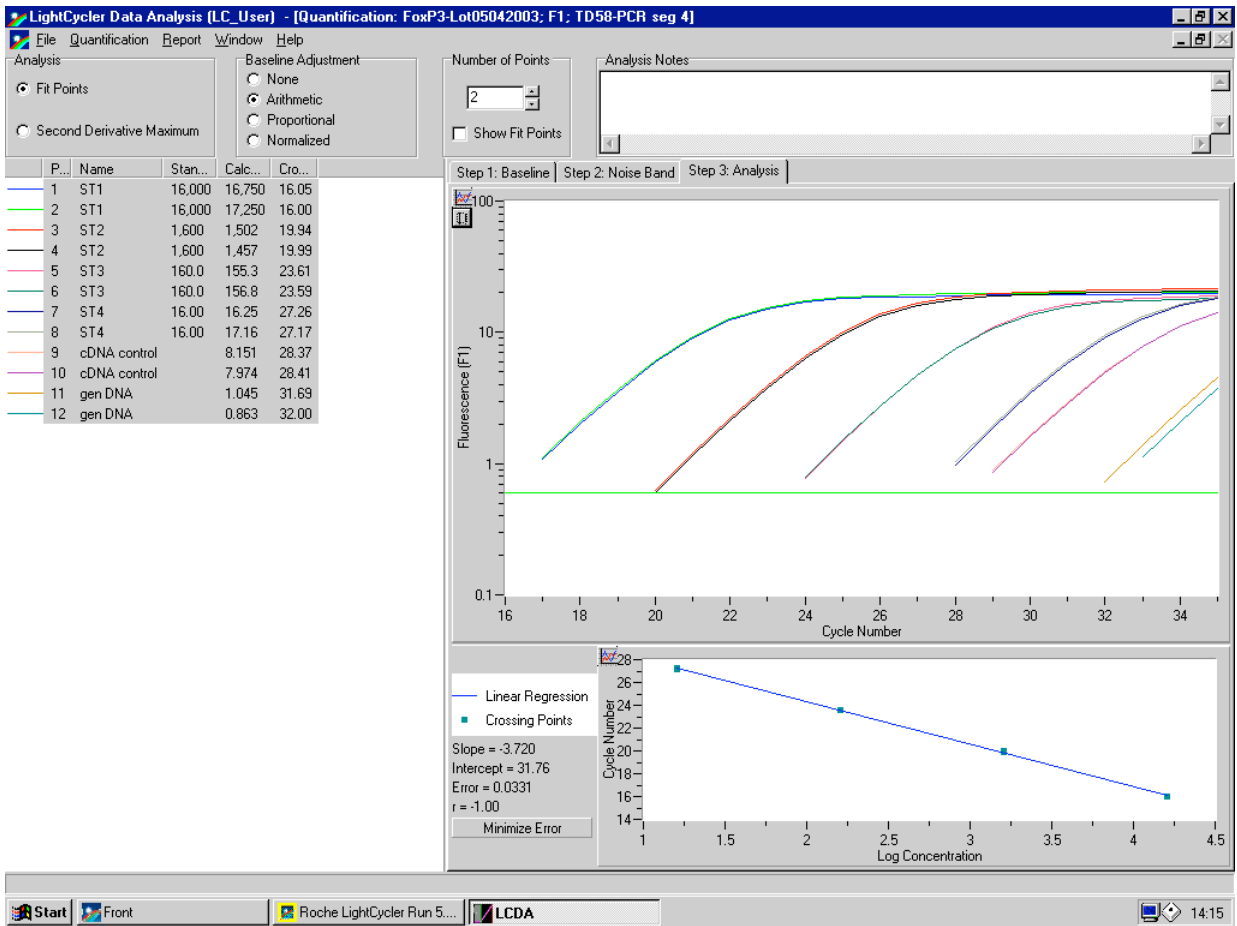 LightCycler Data Analysis (LC_User) - [Quantification: FoxP3-Lot05042003; F1; TD58-PCR seg 4]
File Quantification Report Window Help
Analysis
Fit Points
Second Derivative Maximum
Baseline Adjustment
None
Arithmetic
Proportional
Normalized
Number of Points
2
Show Fit Points
Analysis Notes
P... Name Stan... Calc... Cro...
1 ST1 16,000 16,750 16.05
2 ST1 16,000 17,250 16.00
3 ST2 1,600 1,502 19.94
4 ST2 1,600 1,457 19.99
5 ST3 160.0 155.3 23.61
6 ST3 160.0 156.8 23.59
7 ST4 16.00 16.25 27.26
8 ST4 16.00 17.16 27.17
9 cDNA control 8.151 28.37
10 cDNA control 7.974 28.41
11 gen DNA 1.045 31.69
12 gen DNA 0.863 32.00
Step 1: Baseline Step 2: Noise Band Step 3: Analysis
Fluorescence (F1)
100
10
1
0.1
16 18 20 22 24 26 28 30 32 34
Cycle Number
Linear Regression
Crossing Points
Slope = -3.720
Intercept = 31.76
Error = 0.0331
r = -1.00
Minimize Error
Cycle Number
28
26
24
22
20
18
16
14
1 1.5 2 2.5 3 3.5 4 4.5
Log Concentration
Start Front Roche LightCycler Run 5.... LCDA 14:15